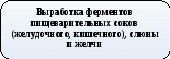 Выработка ферментов
пищеварительных соков
(желудочного, кишечного), слюны
и желчи